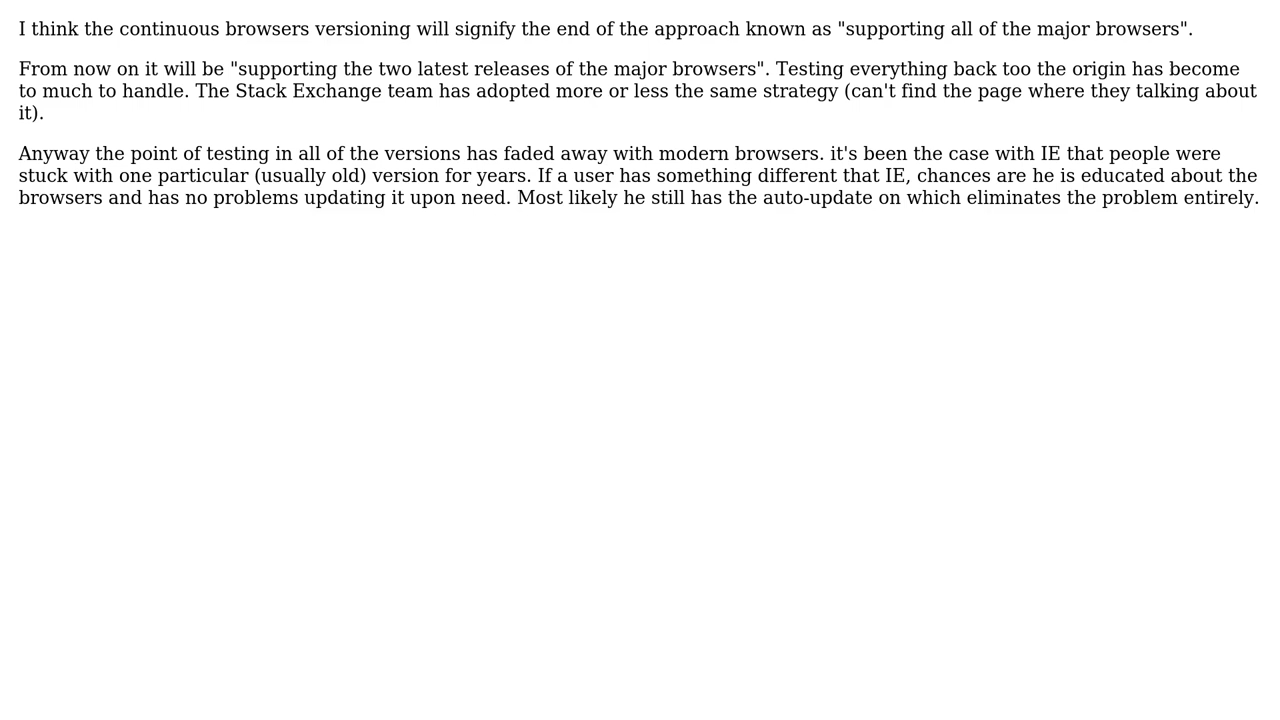 I think the continuous browsers versioning will signify the end of the approach known as "supporting all of the major browsers".
From now on it will be "supporting the two latest releases of the major browsers". Testing everything back too the origin has become
to much to handle. The Stack Exchange team has adopted more or less the same strategy (can't find the page where they talking about
it).
Anyway the point of testing in all of the versions has faded away with modern browsers. it's been the case with IE that people were
stuck with one particular (usually old) version for years. If a user has something different that IE, chances are he is educated about the
browsers and has no problems updating it upon need. Most likely he still has the auto-update on which eliminates the problem entirely.